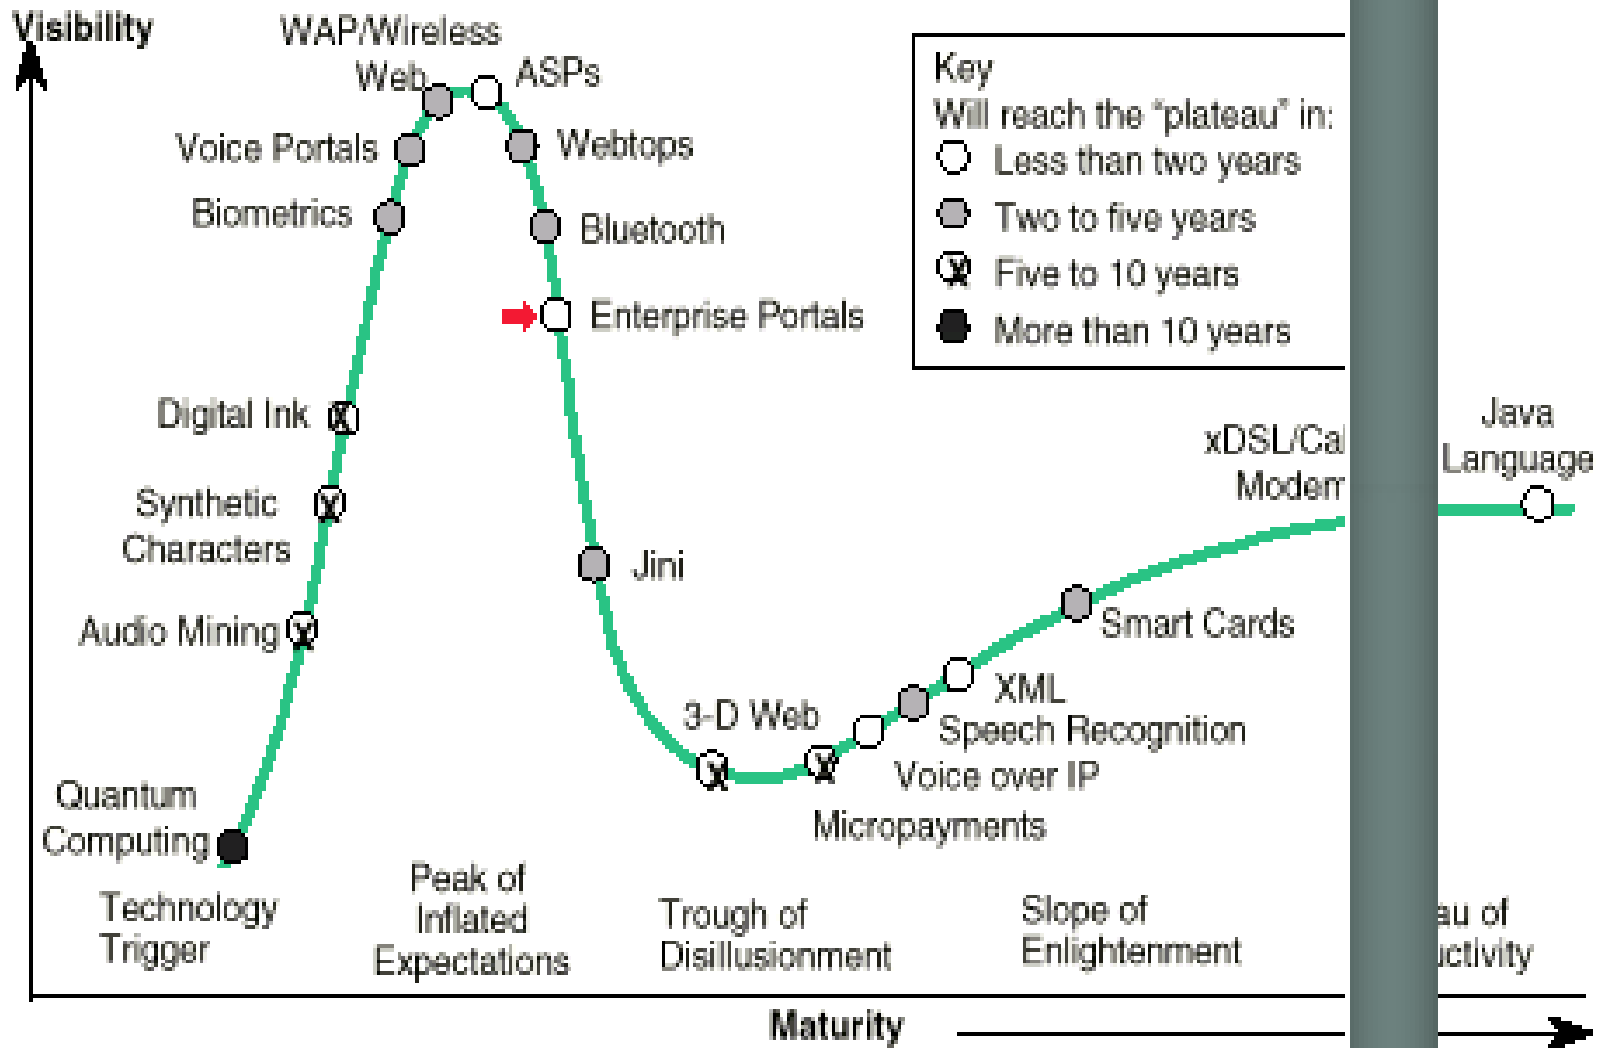 Visibility
WAP/Wireless
Web
ASPs
Voice Portals
Webtops
Biometrics
Bluetooth
Enterprise Portals
Digital Ink
Synthetic
Characters
Jini
Audio Mining
3-D Web
Quantum
Computing
Key
Will reach the “plateau” in:
Less than two years
Two to five years
X Five to 10 years
More than 10 years
Java
Language
Smart Cards
XML
Speech Recognition
Voice over IP
Micropayments
Technology
Trigger
Peak of
Inflated
Expectations
Trough of
Disillusionment
Slope of
Enlightenment
of
Maturity